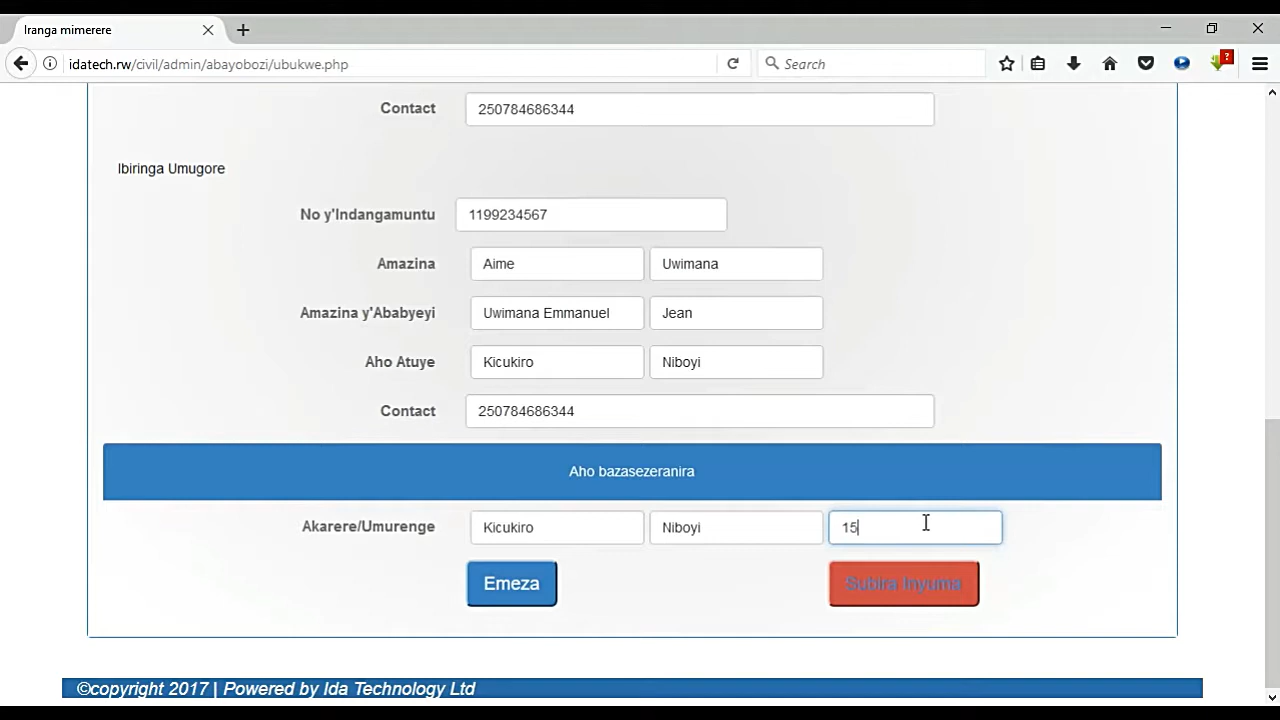 Iranga mimerere
idatech.rw/civil/admin/abayobozi/ubukwe.php
Search
?
Contact 250784686344
Ibiringa Umugore
No y'Indangamuntu 1199234567
Amazina Aime Uwimana
Amazina y'Ababyeyi Uwimana Emmanuel Jean
Aho Atuye Kicukiro Niboyi
Contact 250784686344
Aho bazasezeranira
Akarere/Umurenge Kicukiro Niboyi 15
Emeza Subira Inyuma
©copyright 2017 | Powered by Ida Technology Ltd